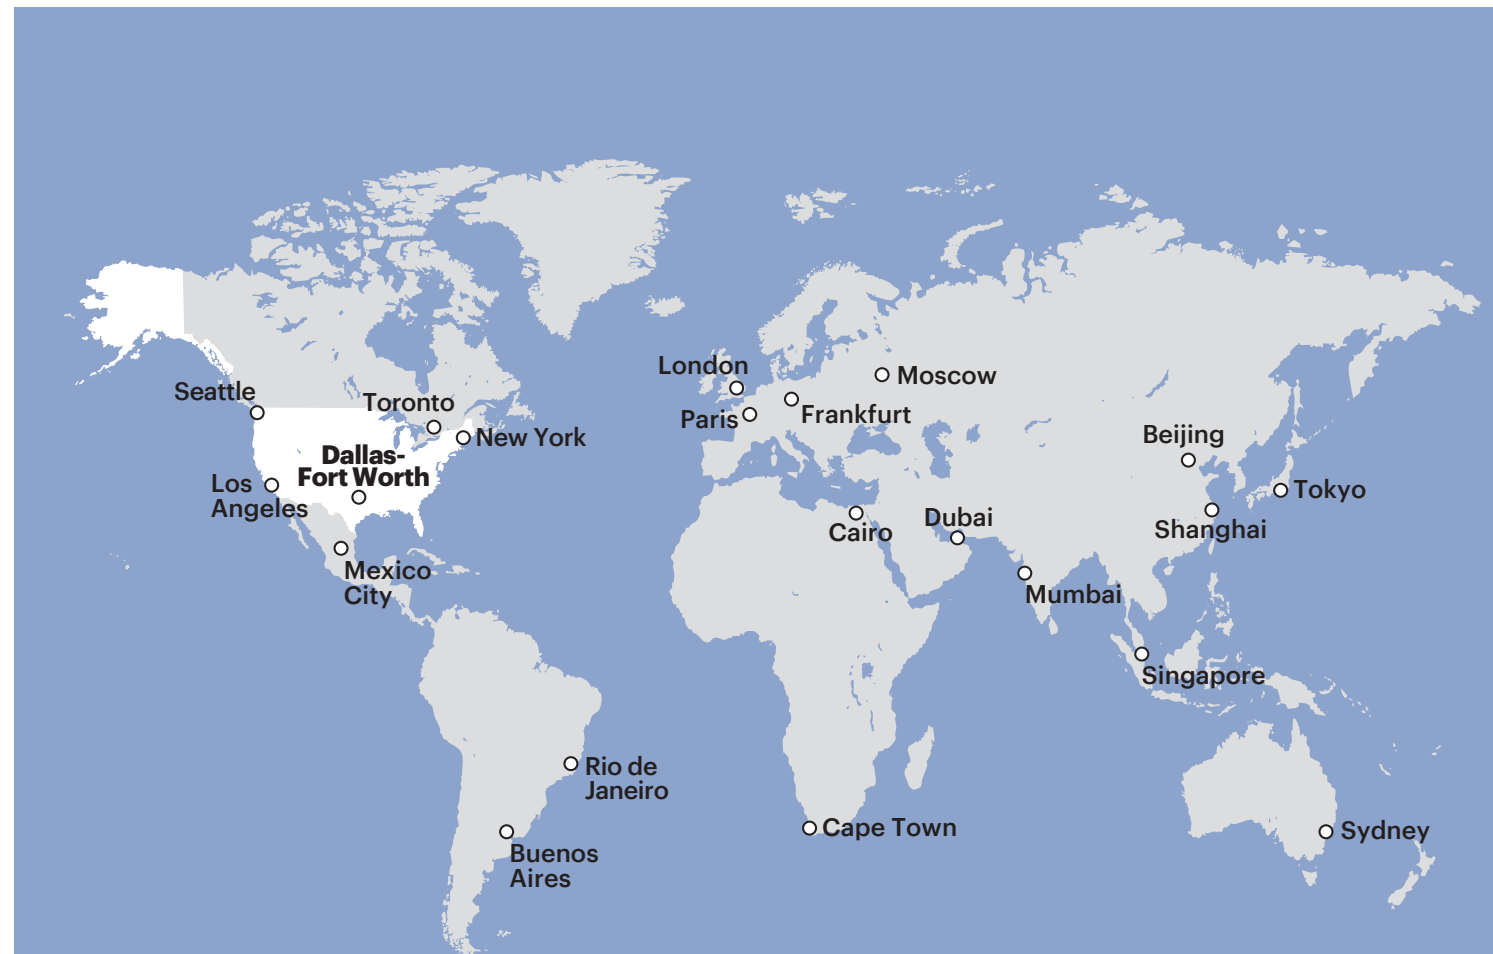 London
Moscow
Seattle
Toronto
Paris
Frankfurt
New York
Beijing
Dallas-
Fort Worth
Los
Angeles
Tokyo
Cairo
Dubai
Shanghai
Mexico
City
Mumbai
Singapore
Rio de
Janeiro
Cape Town
Sydney
Buenos
Aires